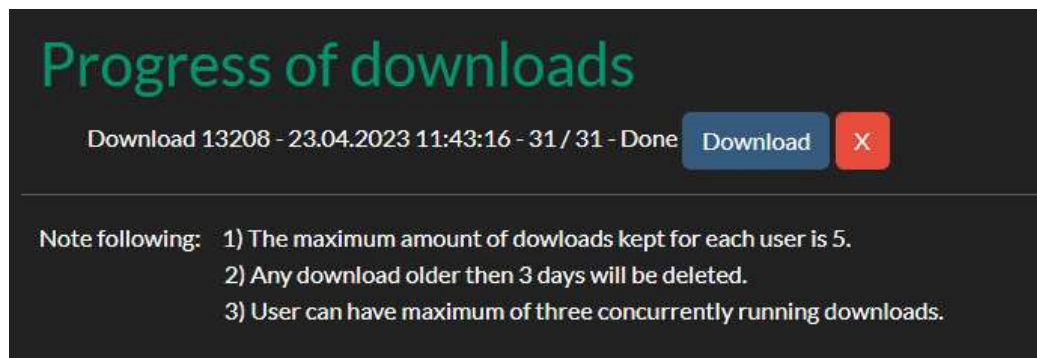 Progress of downloads
Download 13208 - 23.04.2023 11:43:16 - 31 / 31 - Done Download X
Note following: 1) The maximum amount of dowloads kept for each user is 5.
2) Any download older then 3 days will be deleted.
3) User can have maximum of three concurrently running downloads.